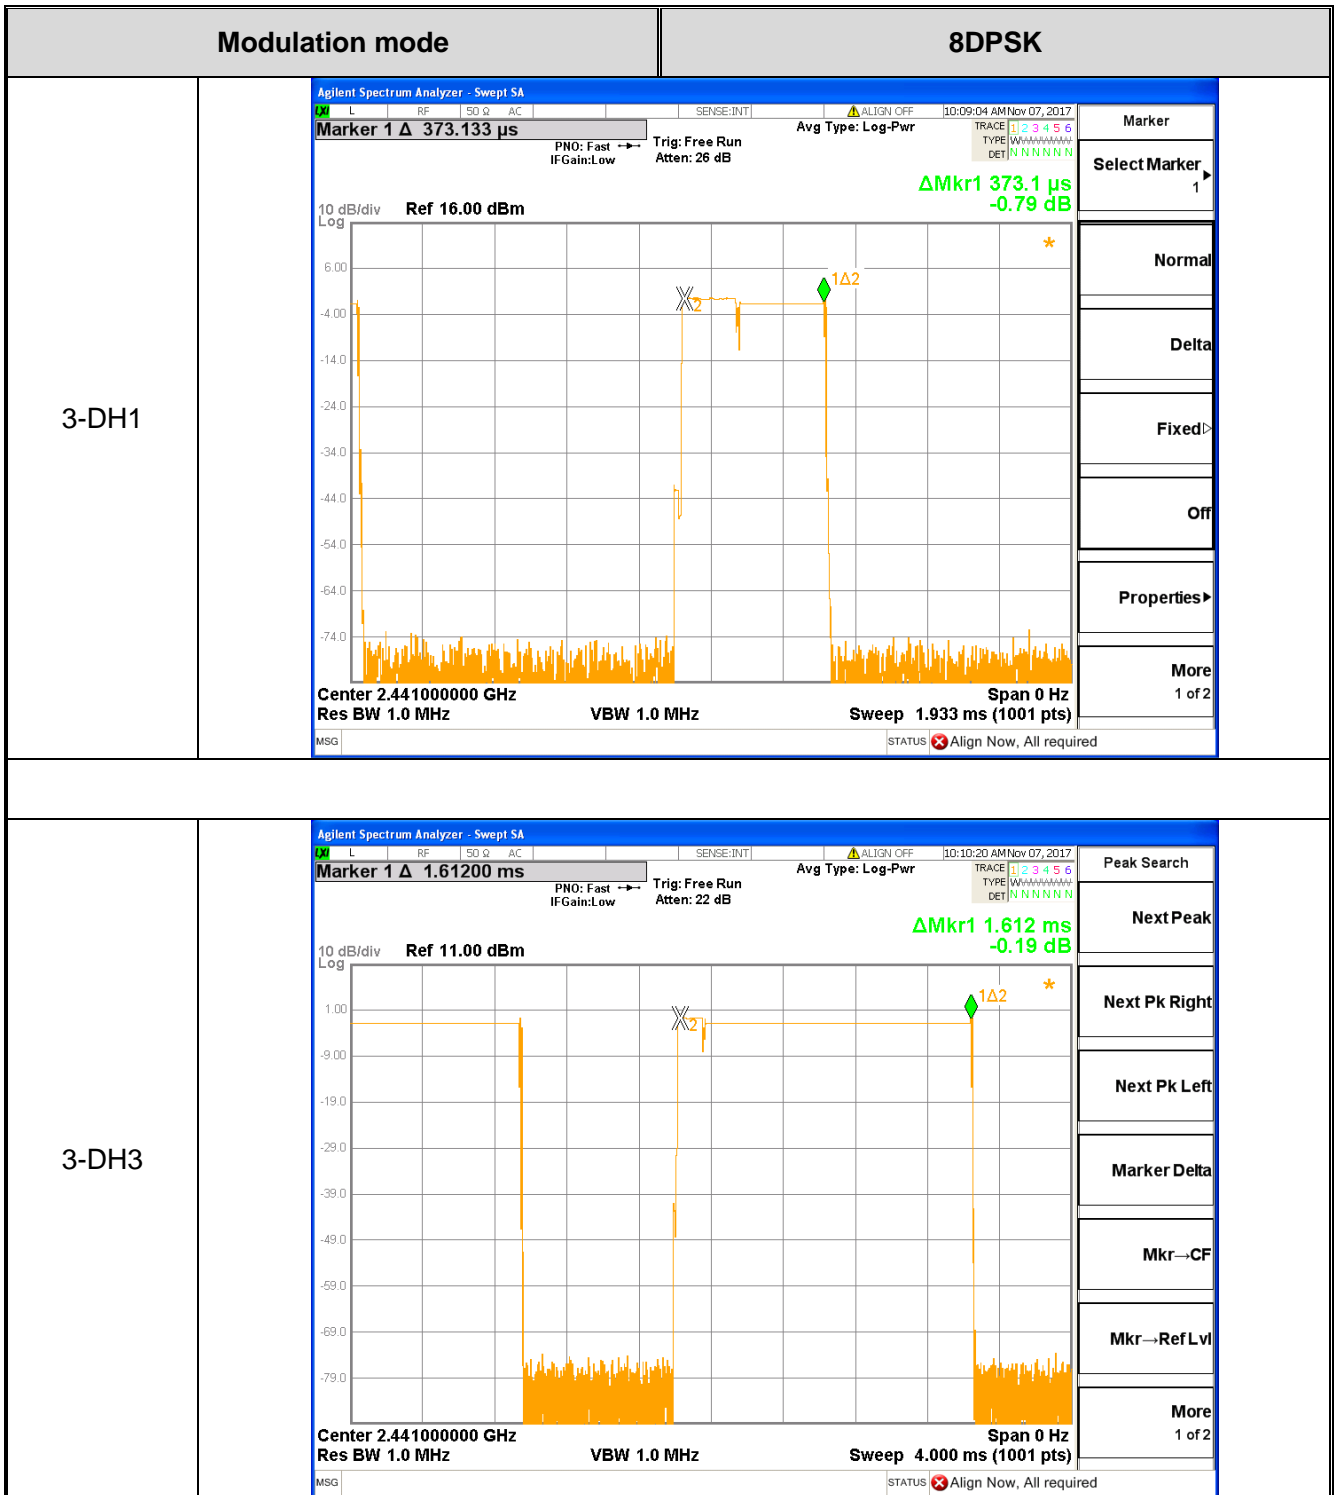 Modulation mode 8DPSK
3-DH1
Agilent Spectrum Analyzer - Swept SA
LXI L RF 50 Ω AC SENSE:INT ALIGN OFF 10:09:04 AM Nov 07, 2017
Marker 1 Δ 373.133 µs
PNO: Fast
IFGain:Low
Trig: Free Run
Atten: 26 dB
Avg Type: Log-Pwr
TRACE 1 2 3 4 5 6
TYPE WWWWWW
DET N N N N N N
ΔMkr1 373.1 µs
-0.79 dB
10 dB/div Ref 16.00 dBm
Log
6.00
-4.00
-14.0
-24.0
-34.0
-44.0
-54.0
-64.0
-74.0
2
1Δ2
*
Center 2.441000000 GHz Span 0 Hz
Res BW 1.0 MHz VBW 1.0 MHz Sweep 1.933 ms (1001 pts)
MSG STATUS Align Now, All required
Marker
Select Marker
1
Normal
Delta
Fixed
Off
Properties
More
1 of 2
3-DH3
Agilent Spectrum Analyzer - Swept SA
LXI L RF 50 Ω AC SENSE:INT ALIGN OFF 10:10:20 AM Nov 07, 2017
Marker 1 Δ 1.61200 ms
PNO: Fast
IFGain:Low
Trig: Free Run
Atten: 22 dB
Avg Type: Log-Pwr
TRACE 1 2 3 4 5 6
TYPE WWWWWW
DET N N N N N N
ΔMkr1 1.612 ms
-0.19 dB
10 dB/div Ref 11.00 dBm
Log
1.00
-9.00
-19.0
-29.0
-39.0
-49.0
-59.0
-69.0
-79.0
2
1Δ2
*
Center 2.441000000 GHz Span 0 Hz
Res BW 1.0 MHz VBW 1.0 MHz Sweep 4.000 ms (1001 pts)
MSG STATUS Align Now, All required
Peak Search
Next Peak
Next Pk Right
Next Pk Left
Marker Delta
Mkr→CF
Mkr→Ref Lvl
More
1 of 2